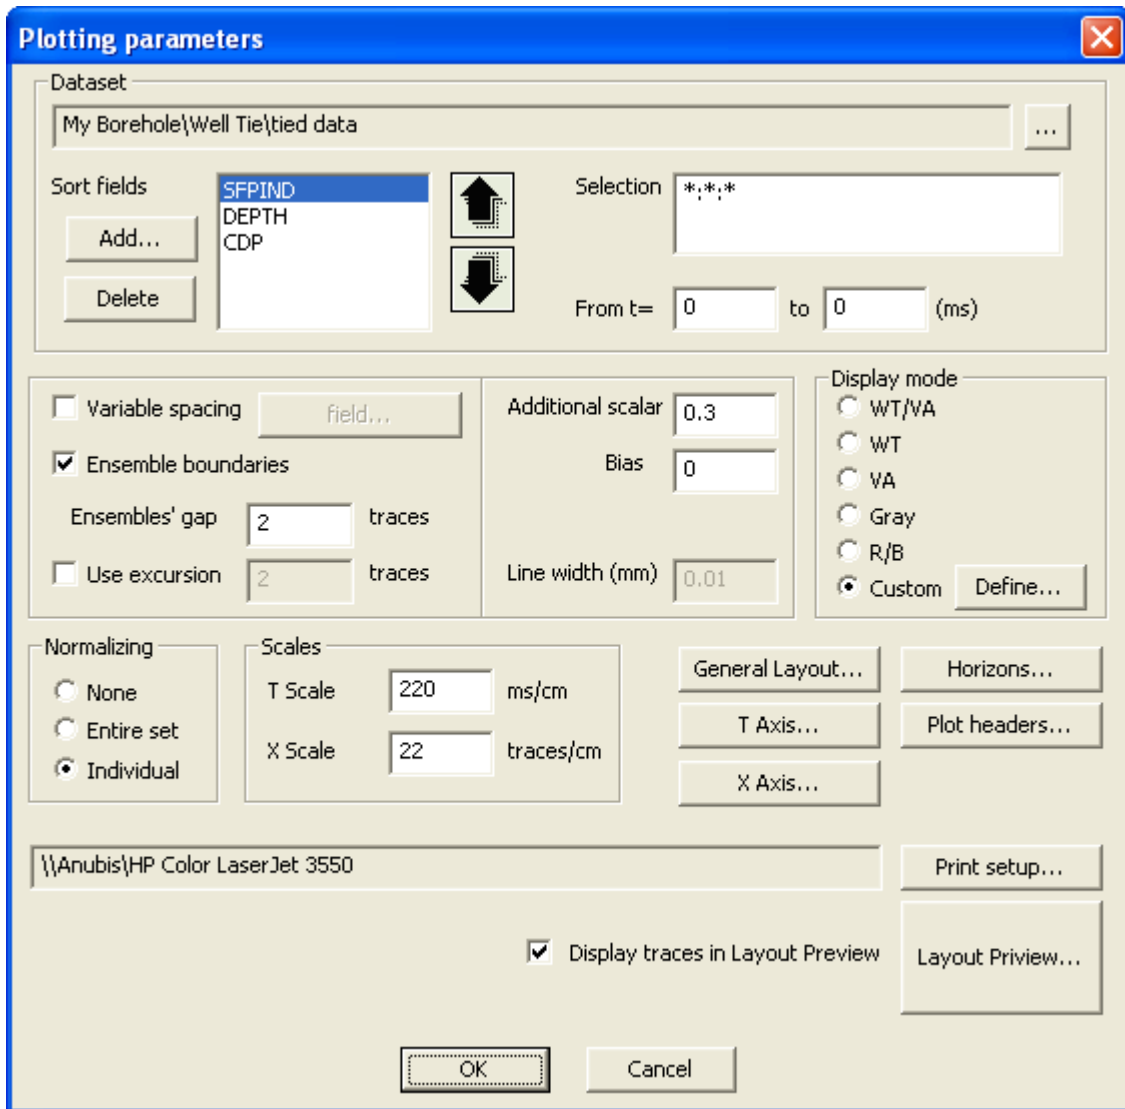 Plotting parameters
Dataset
My Borehole\Well Tie\tied data
...
Sort fields
SFPIND
DEPTH
CDP
Add...
Delete
Selection
*;*;*
From t= 0 to 0 (ms)
Variable spacing field...
Ensemble boundaries
Ensembles' gap 2 traces
Use excursion 2 traces
Additional scalar 0.3
Bias 0
Line width (mm) 0.01
Display mode
WT/VA
WT
VA
Gray
R/B
Custom Define...
Normalizing
None
Entire set
Individual
Scales
T Scale 220 ms/cm
X Scale 22 traces/cm
General Layout... Horizons...
T Axis... Plot headers...
X Axis...
\\Anubis\HP Color LaserJet 3550 Print setup...
Display traces in Layout Preview Layout Priview...
OK Cancel